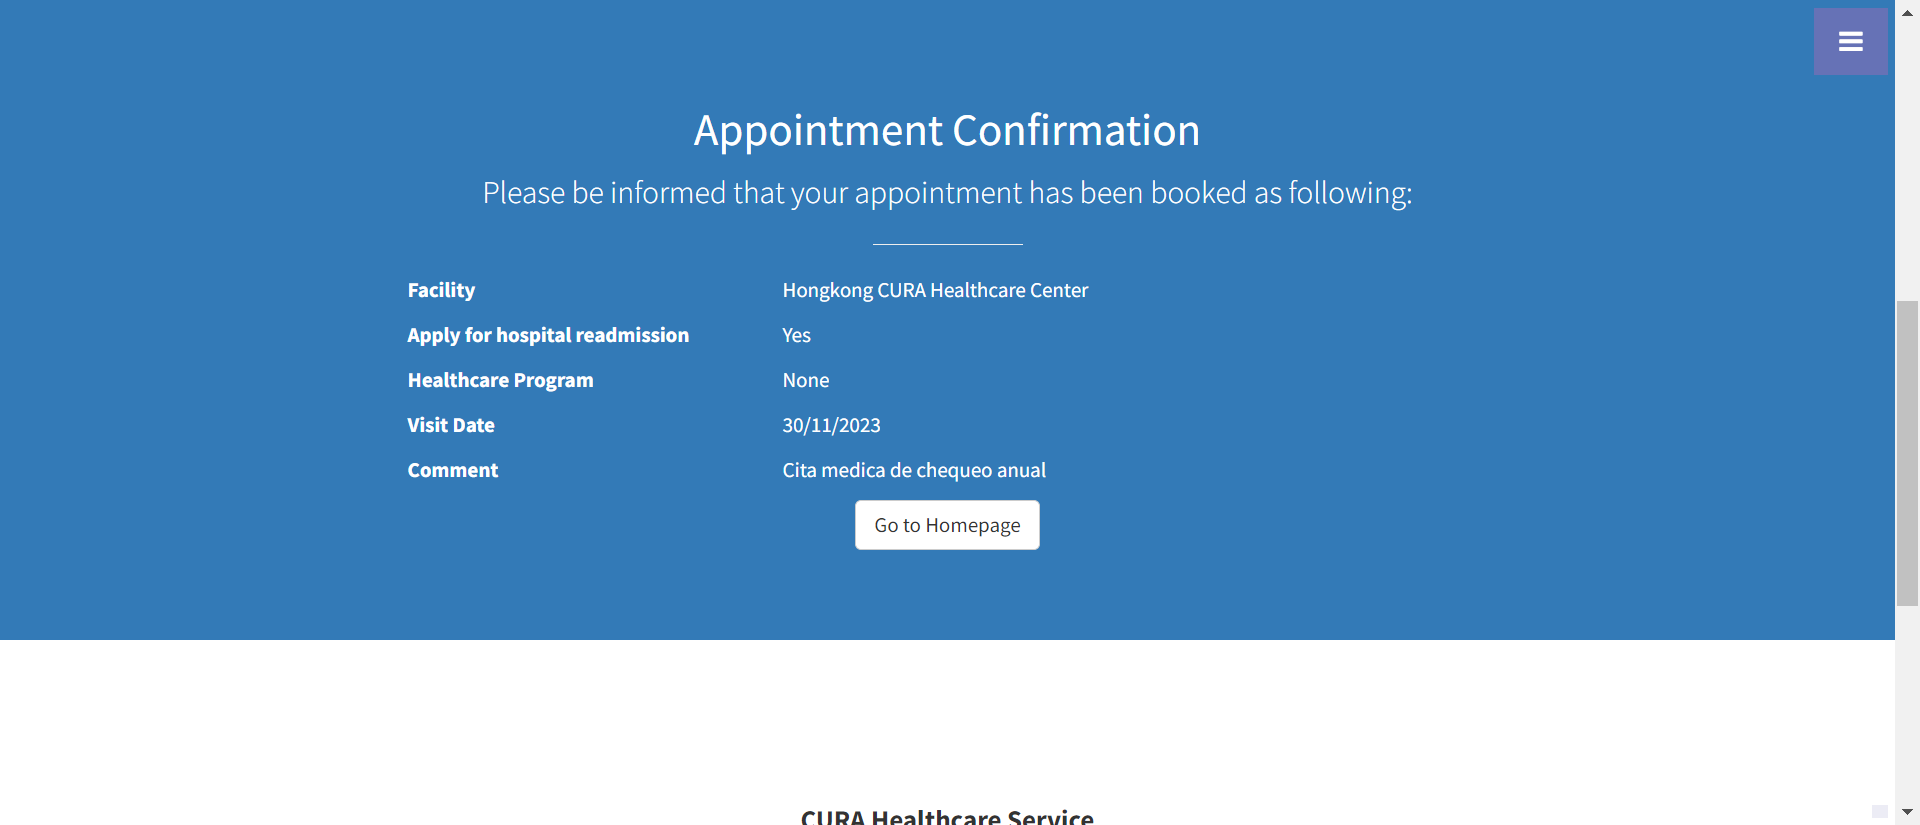 Appointment Confirmation
Please be informed that your appointment has been booked as following:
Facility Hongkong CURA Healthcare Center
Apply for hospital readmission Yes
Healthcare Program None
Visit Date 30/11/2023
Comment Cita medica de chequeo anual
Go to Homepage
CURA Healthcare Service